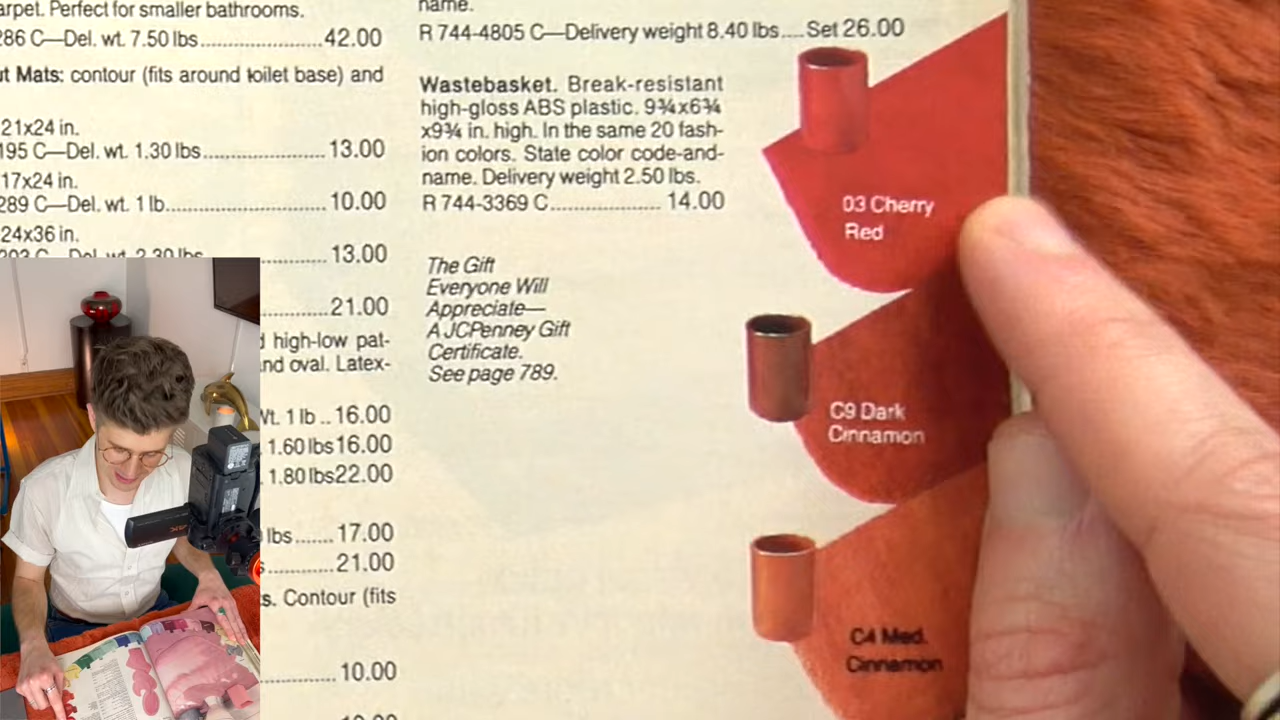 arpet. Perfect for smaller bathrooms.
286 C—Del. wt. 7.50 lbs....................42.00
ut Mats: contour (fits around toilet base) and
21x24 in.
195 C—Del. wt. 1.30 lbs.................... 13.00
17x24 in.
289 C—Del. wt. 1 lb......................... 10.00
24x36 in.
Del. wt. 2.30 lbs
............ 13.00
............ 21.00
d high-low pat-
nd oval. Latex-
Wt. 1 lb .. 16.00
1.60 lbs16.00
1.80 lbs22.00
lbs....... 17.00
s............ 21.00
s. Contour (fits
............ 10.00
name.
R 744-4805 C—Delivery weight 8.40 lbs.....Set 26.00
Wastebasket. Break-resistant
high-gloss ABS plastic. 9¾x6¾
x9¾ in. high. In the same 20 fash-
ion colors. State color code-and-
name. Delivery weight 2.50 lbs.
R 744-3369 C.................... 14.00
The Gift
Everyone Will
Appreciate—
A JCPenney Gift
Certificate.
See page 789.
03 Cherry
Red
C9 Dark
Cinnamon
C4 Med.
Cinnamon